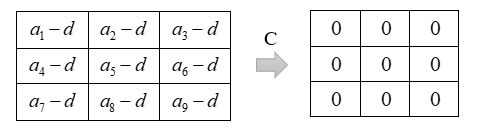 a₁ − d a₂ − d a₃ − d
C
0 0 0
a₄ − d a₅ − d a₆ − d
0 0 0
a₇ − d a₈ − d a₉ − d
0 0 0